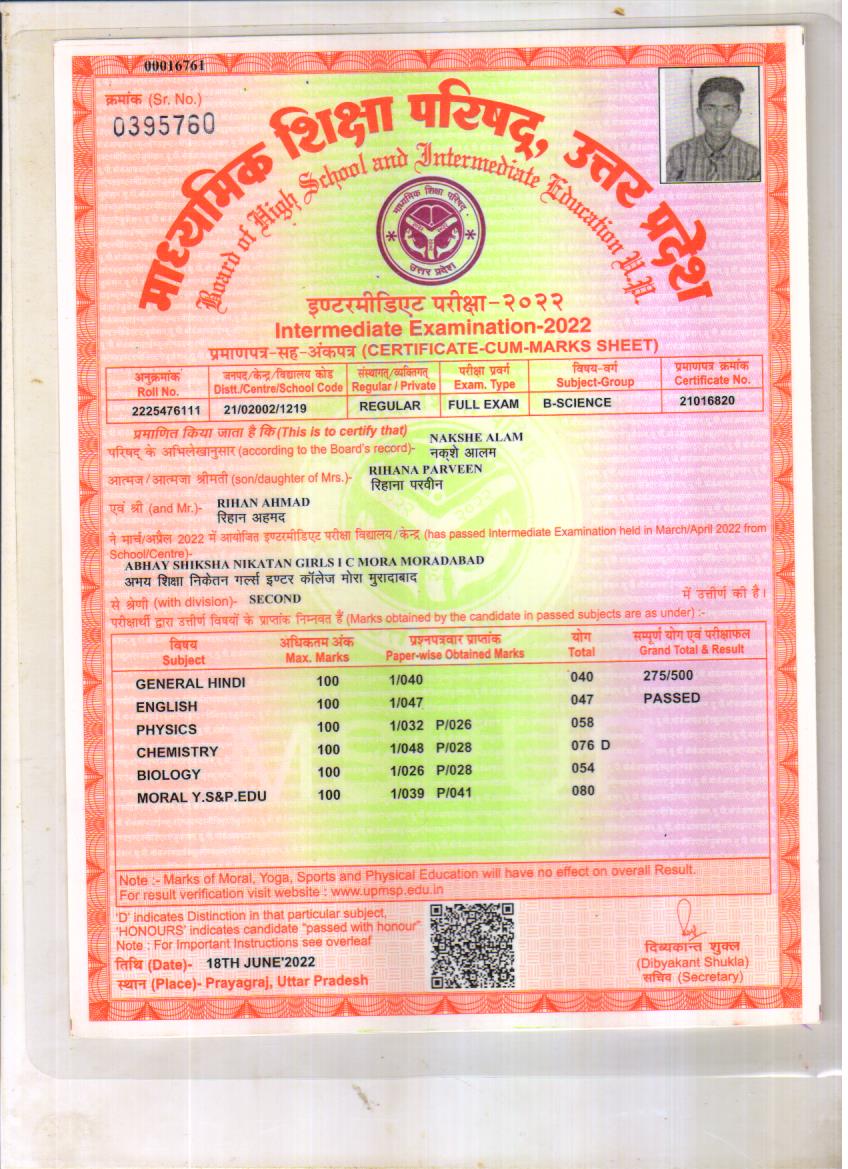 00016761
क्रमांक (Sr. No.)
0395760
माध्यमिक शिक्षा परिषद्, उत्तर प्रदेश
Board of High School and Intermediate Education U.P.
माध्यमिक शिक्षा परिषद
उत्तर प्रदेश
इण्टरमीडिएट परीक्षा-२०२२
Intermediate Examination-2022
प्रमाणपत्र-सह-अंकपत्र (CERTIFICATE-CUM-MARKS SHEET)
अनुक्रमांक जनपद/केन्द्र/विद्यालय कोड संस्थागत/व्यक्तिगत परीक्षा प्रवर्ग विषय-वर्ग प्रमाणपत्र क्रमांक
Roll No. Distt./Centre/School Code Regular / Private Exam. Type Subject-Group Certificate No.
2225476111 21/02002/1219 REGULAR FULL EXAM B-SCIENCE 21016820
प्रमाणित किया जाता है कि (This is to certify that) NAKSHE ALAM
परिषद् के अभिलेखानुसार (according to the Board's record)- नक्शे आलम
आत्मज/आत्मजा श्रीमती (son/daughter of Mrs.)- RIHANA PARVEEN
रिहाना परवीन
एवं श्री (and Mr.)- RIHAN AHMAD
रिहान अहमद
ने मार्च/अप्रैल 2022 में आयोजित इण्टरमीडिएट परीक्षा विद्यालय/केन्द्र (has passed Intermediate Examination held in March/April 2022 from
School/Centre)-
ABHAY SHIKSHA NIKATAN GIRLS I C MORA MORADABAD
अभय शिक्षा निकेतन गर्ल्स इण्टर कॉलेज मोरा मुरादाबाद
से श्रेणी (with division)- SECOND में उत्तीर्ण की है।
परीक्षार्थी द्वारा उत्तीर्ण विषयों के प्राप्तांक निम्नवत हैं (Marks obtained by the candidate in passed subjects are as under) :-
विषय अधिकतम अंक प्रश्नपत्रवार प्राप्तांक योग सम्पूर्ण योग एवं परीक्षाफल
Subject Max. Marks Paper-wise Obtained Marks Total Grand Total & Result
GENERAL HINDI 100 1/040 040 275/500
ENGLISH 100 1/047 047 PASSED
PHYSICS 100 1/032 P/026 058
CHEMISTRY 100 1/048 P/028 076 D
BIOLOGY 100 1/026 P/028 054
MORAL Y.S&P.EDU 100 1/039 P/041 080
Note :- Marks of Moral, Yoga, Sports and Physical Education will have no effect on overall Result.
For result verification visit website : www.upmsp.edu.in
'D' indicates Distinction in that particular subject,
'HONOURS' indicates candidate "passed with honour"
Note : For Important Instructions see overleaf
तिथि (Date)- 18TH JUNE'2022
स्थान (Place)- Prayagraj, Uttar Pradesh
दिब्यकान्त शुक्ल
(Dibyakant Shukla)
सचिव (Secretary)